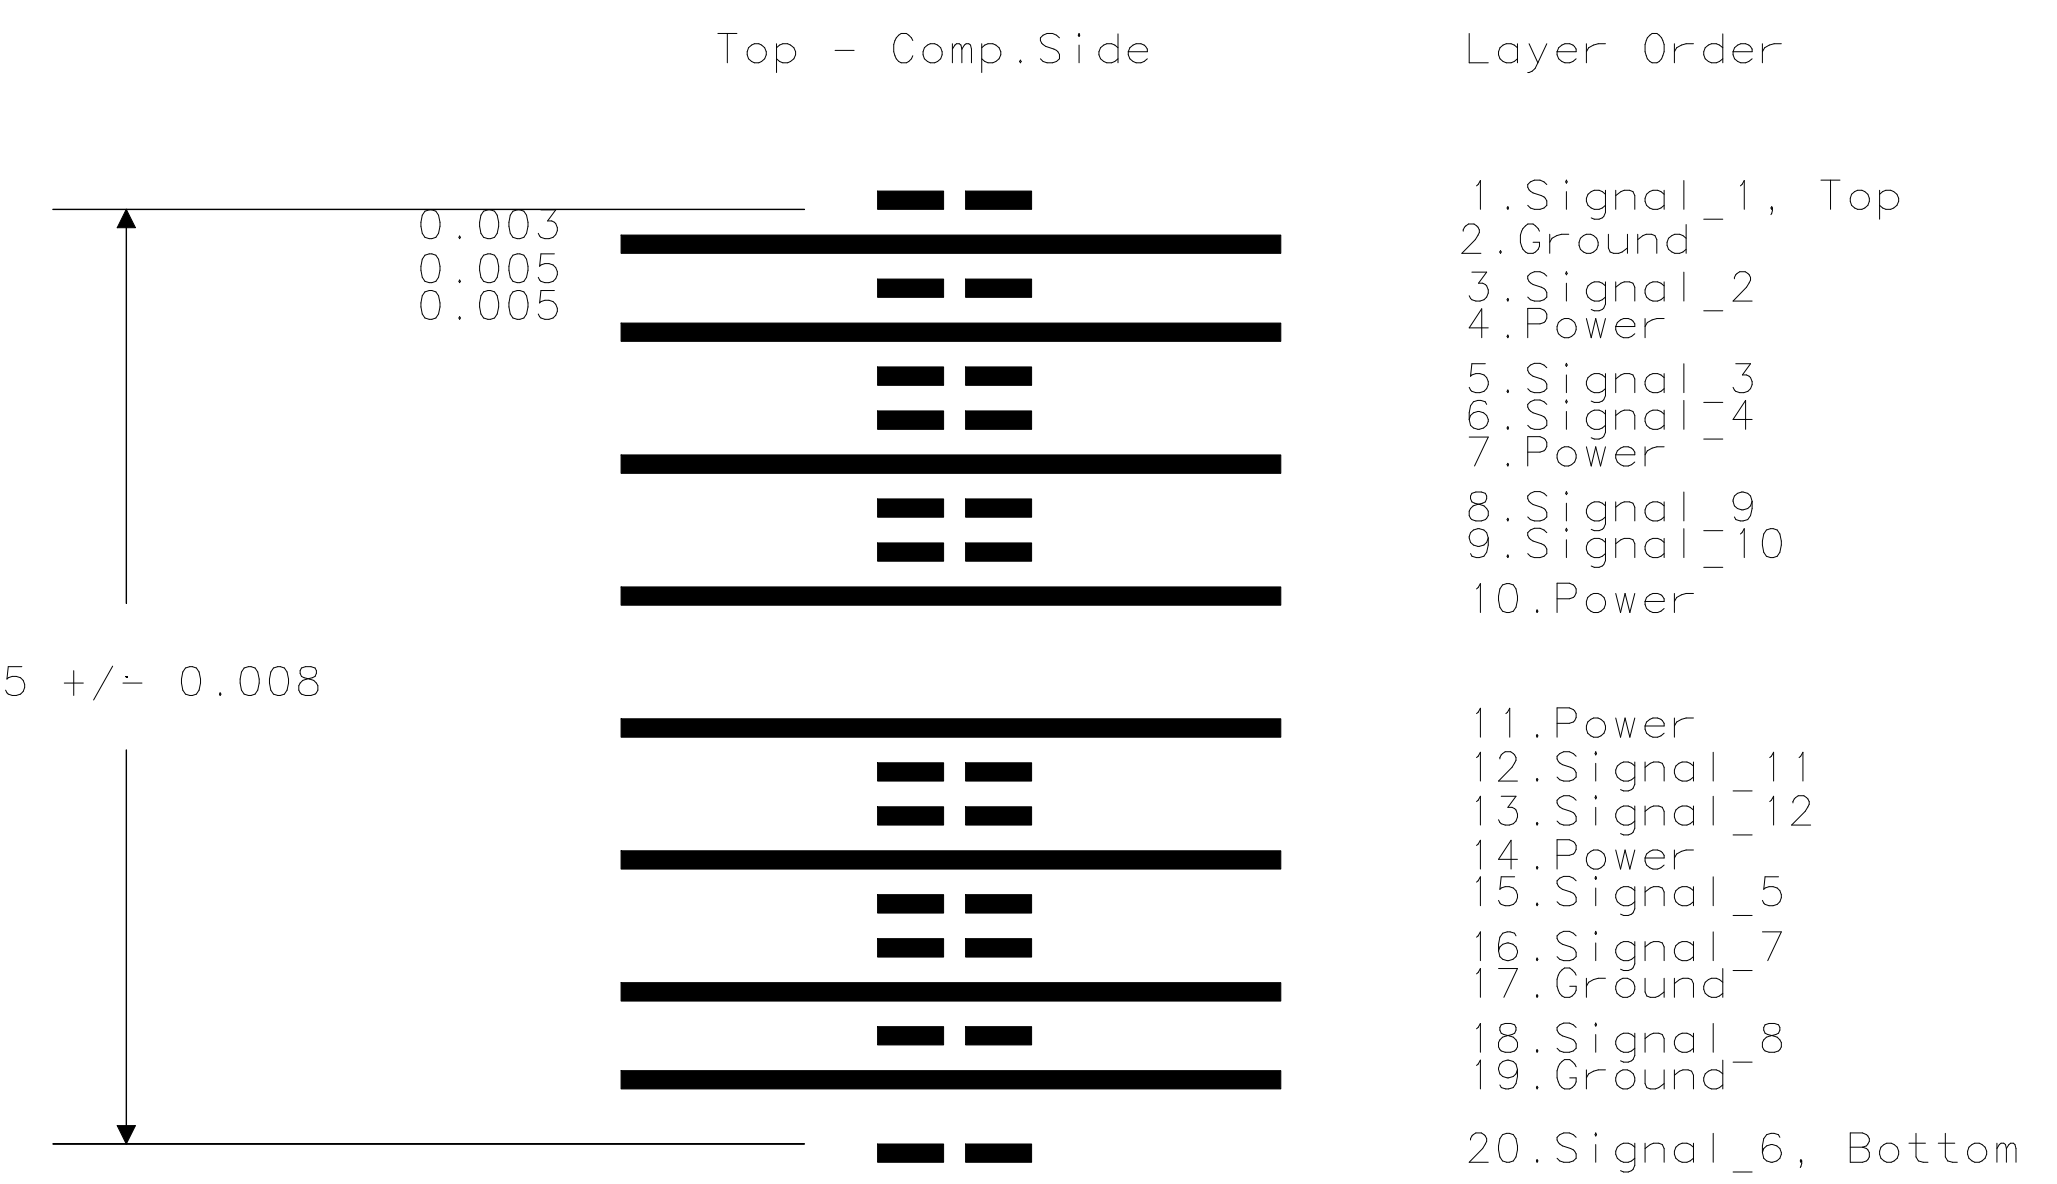 Top - Comp.Side
Layer Order
1.Signal_1, Top
0.003
2.Ground
0.005
3.Signal_2
0.005
4.Power
5.Signal_3
6.Signal_4
7.Power
8.Signal_9
9.Signal_10
10.Power
5 +/- 0.008
11.Power
12.Signal_11
13.Signal_12
14.Power
15.Signal_5
16.Signal_7
17.Ground
18.Signal_8
19.Ground
20.Signal_6, Bottom